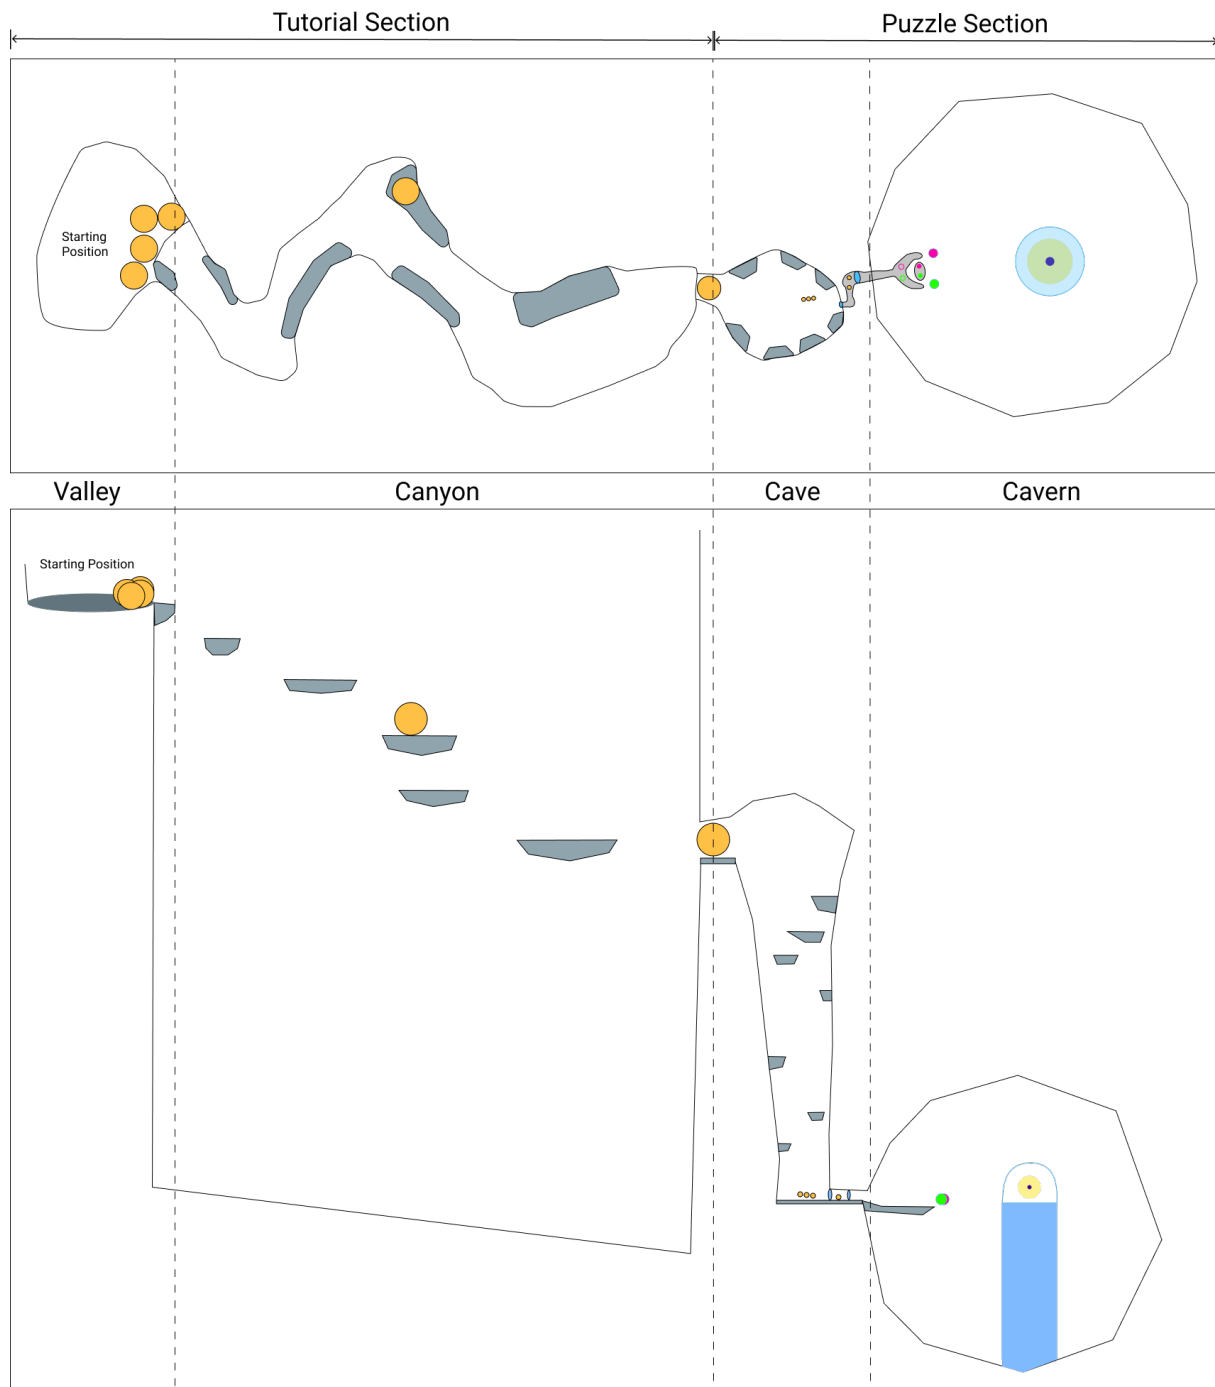 Tutorial Section
Puzzle Section
Starting
Position
Valley
Canyon
Cave
Cavern
Starting Position